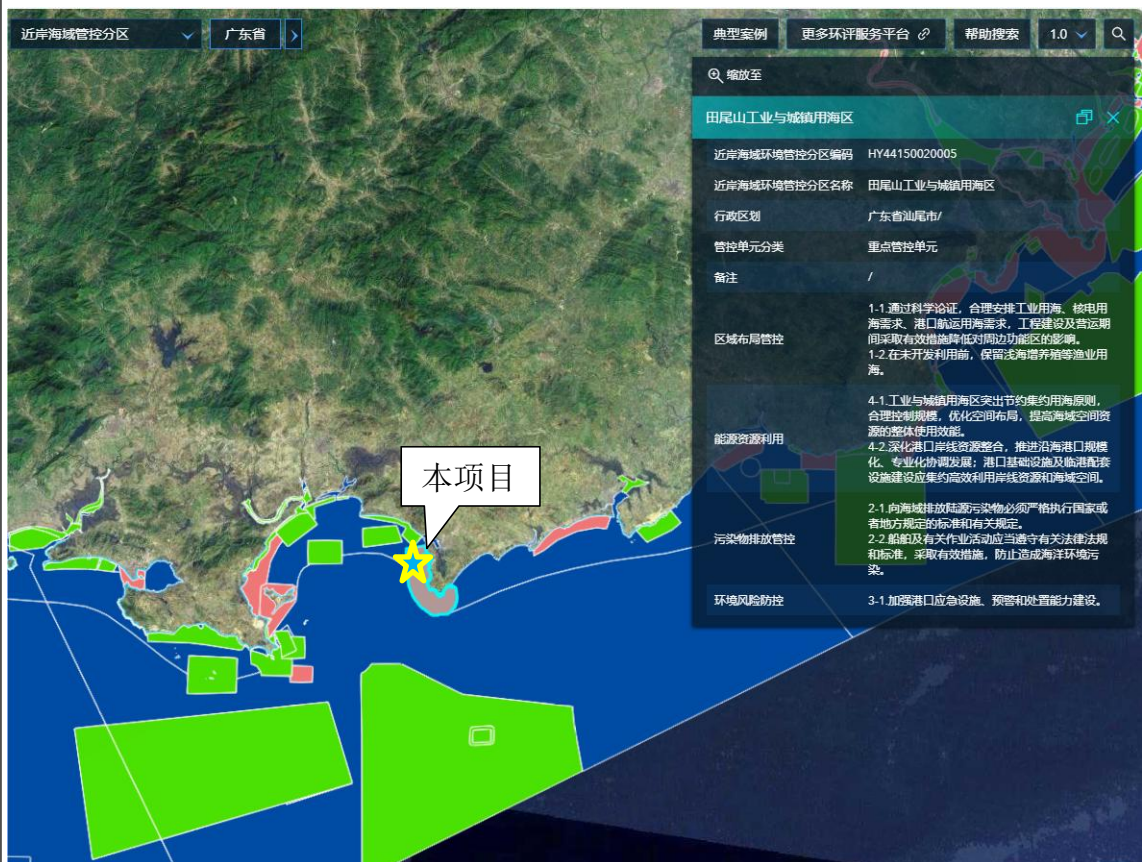 近岸海域管控分区
广东省
典型案例
更多环评服务平台
帮助搜索
1.0
缩放至
田尾山工业与城镇用海区
近岸海域环境管控分区编码 HY44150020005
近岸海域环境管控分区名称 田尾山工业与城镇用海区
行政区划 广东省汕尾市/
管控单元分类 重点管控单元
备注 /
区域布局管控
1-1.通过科学论证，合理安排工业用海、核电用
海需求、港口航运用海需求，工程建设及营运期
间采取有效措施降低对周边功能区的影响。
1-2.在未开发利用前，保留浅海增养殖等渔业用
海。
能源资源利用
4-1.工业与城镇用海区突出节约集约用海原则，
合理控制规模，优化空间布局，提高海域空间资
源的整体使用效能。
4-2.深化港口岸线资源整合，推进沿海港口规模
化、专业化协调发展；港口基础设施及临港配套
设施建设应集约高效利用岸线资源和海域空间。
污染物排放管控
2-1.向海域排放陆源污染物必须严格执行国家或
者地方规定的标准和有关规定。
2-2.船舶及有关作业活动应当遵守有关法律法规
和标准，采取有效措施，防止造成海洋环境污
染。
环境风险防控 3-1.加强港口应急设施、预警和处置能力建设。
本项目